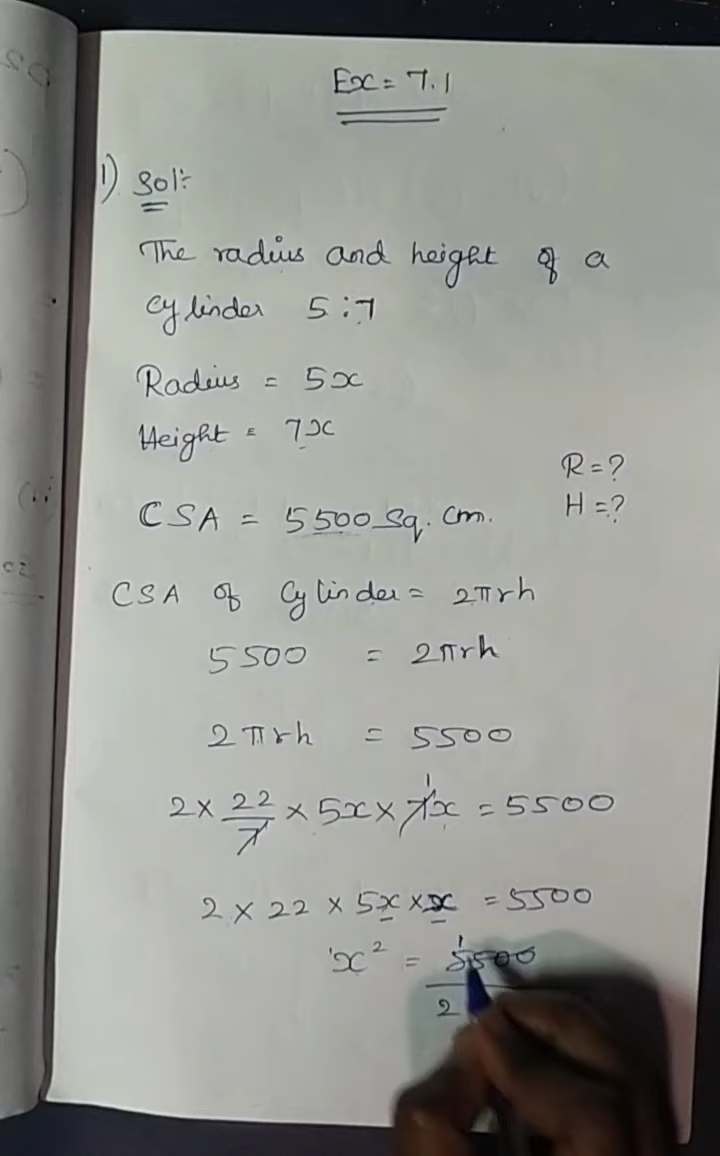 Ex = 7.1
1) Sol:-
The radius and height of a
cylinder 5:7
Radius = 5x
Height = 7x
R = ?
CSA = 5500 Sq. cm.
H = ?
CSA of Cylinder = 2πrh
5500 = 2πrh
2πrh = 5500
2 × 22/7 × 5x × 7x = 5500
2 × 22 × 5x × x = 5500
x² = 5500
2